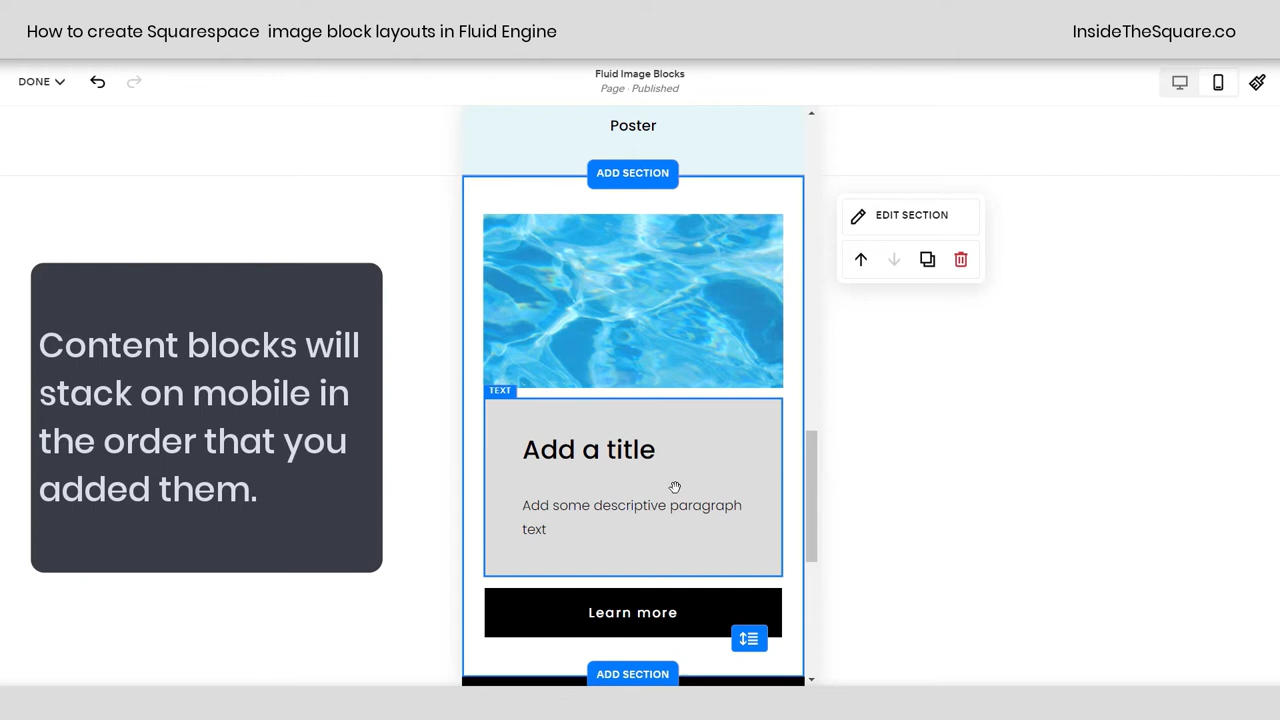 How to create Squarespace  image block layouts in Fluid Engine
InsideTheSquare.co
DONE
Fluid Image Blocks
Page · Published
Poster
ADD SECTION
EDIT SECTION
Content blocks will
stack on mobile in
the order that you
added them.
TEXT
Add a title
Add some descriptive paragraph
text
Learn more
ADD SECTION